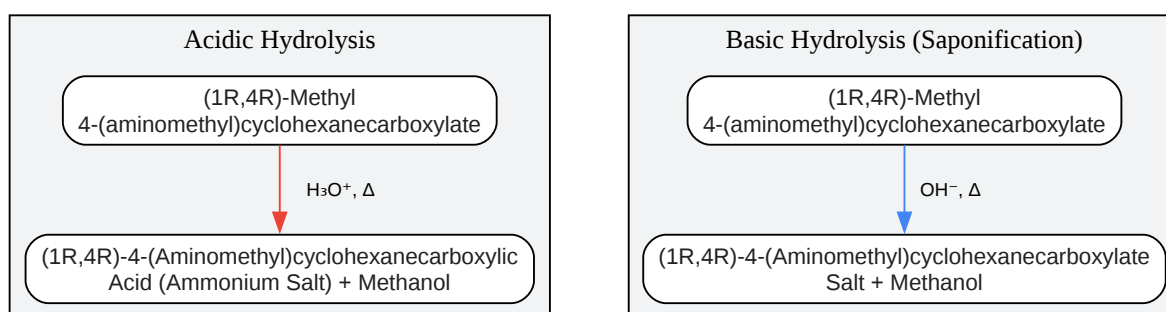 Acidic Hydrolysis
(1R,4R)-Methyl
4-(aminomethyl)cyclohexanecarboxylate
H₃O⁺, Δ
(1R,4R)-4-(Aminomethyl)cyclohexanecarboxylic
Acid (Ammonium Salt) + Methanol
Basic Hydrolysis (Saponification)
(1R,4R)-Methyl
4-(aminomethyl)cyclohexanecarboxylate
OH⁻, Δ
(1R,4R)-4-(Aminomethyl)cyclohexanecarboxylate
Salt + Methanol